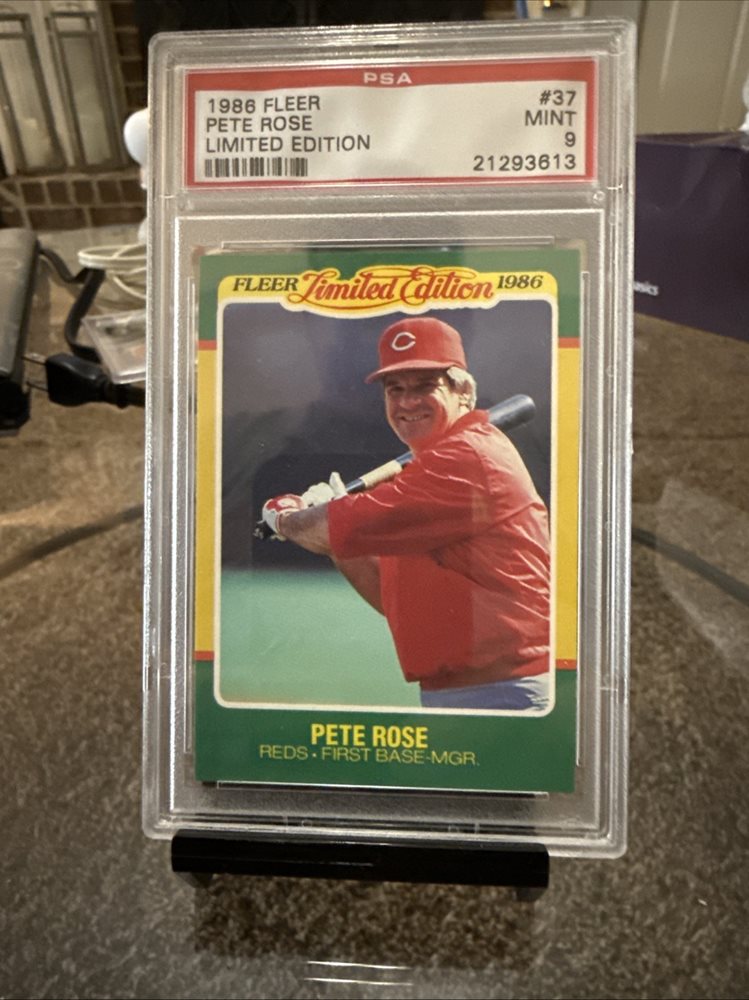 PSA
1986 FLEER #37
PETE ROSE MINT
LIMITED EDITION 9
21293613
FLEER Limited Edition 1986
C
PETE ROSE
REDS • FIRST BASE-MGR.